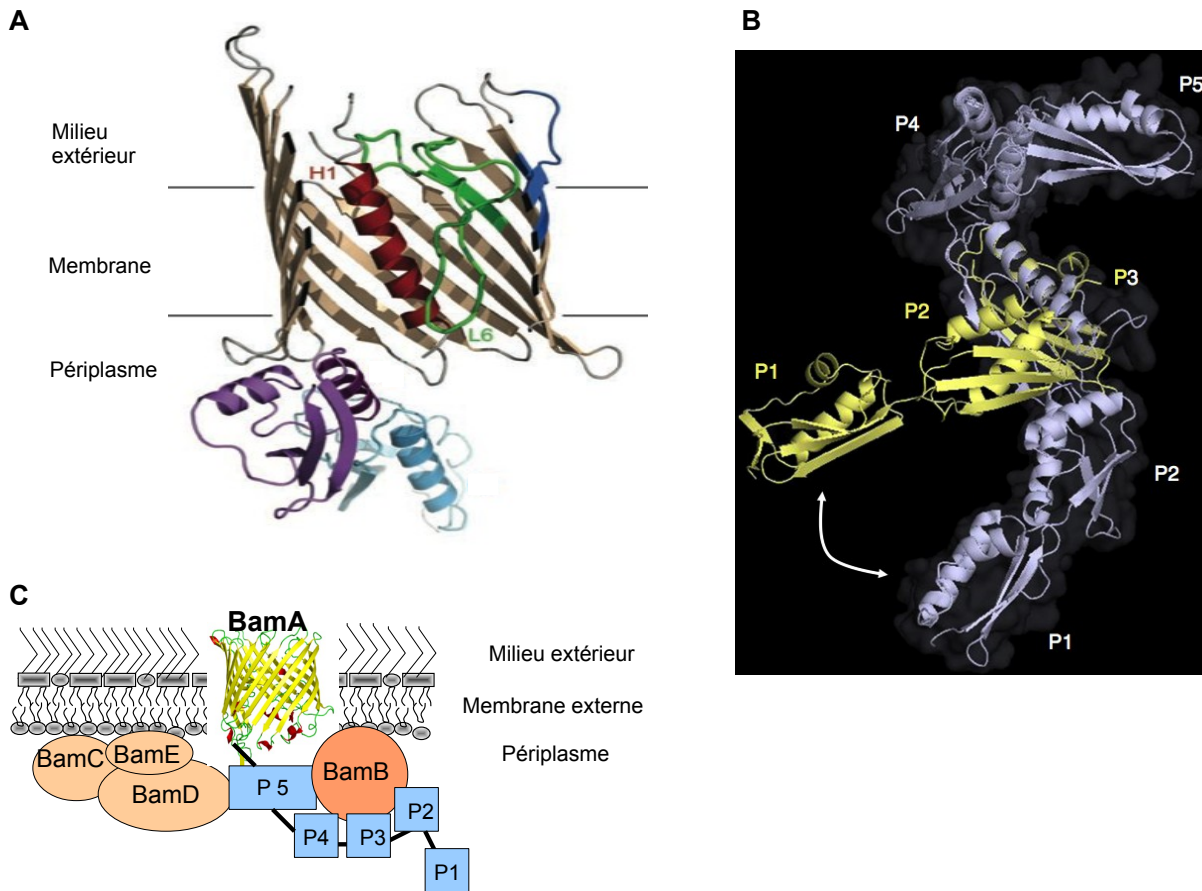 A
Milieu
extérieur
H1
Membrane
L6
Périplasme
B
P5
P4
P3
P2
P1
P2
P1
C
BamA
Milieu extérieur
Membrane externe
Périplasme
BamC
BamE
BamD
BamB
P 5
P4
P3
P2
P1